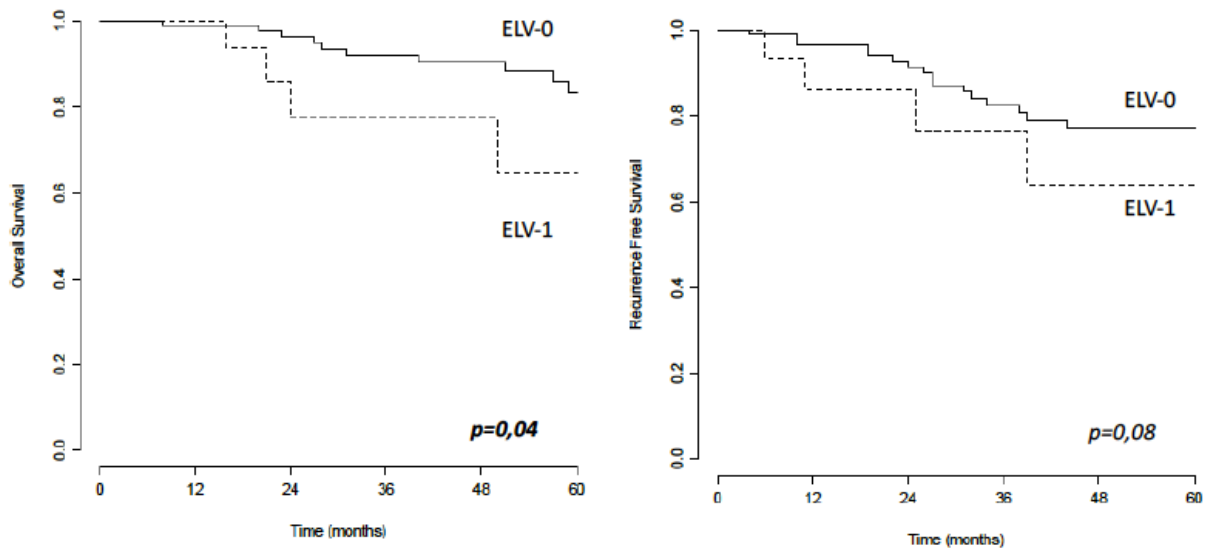 Overall Survival
1.0
0.8
0.6
0.4
0.2
0.0
ELV-0
ELV-1
p=0,04
0 12 24 36 48 60
Time (months)
Recurrence Free Survival
1.0
0.8
0.6
0.4
0.2
0.0
ELV-0
ELV-1
p=0,08
0 12 24 36 48 60
Time (months)